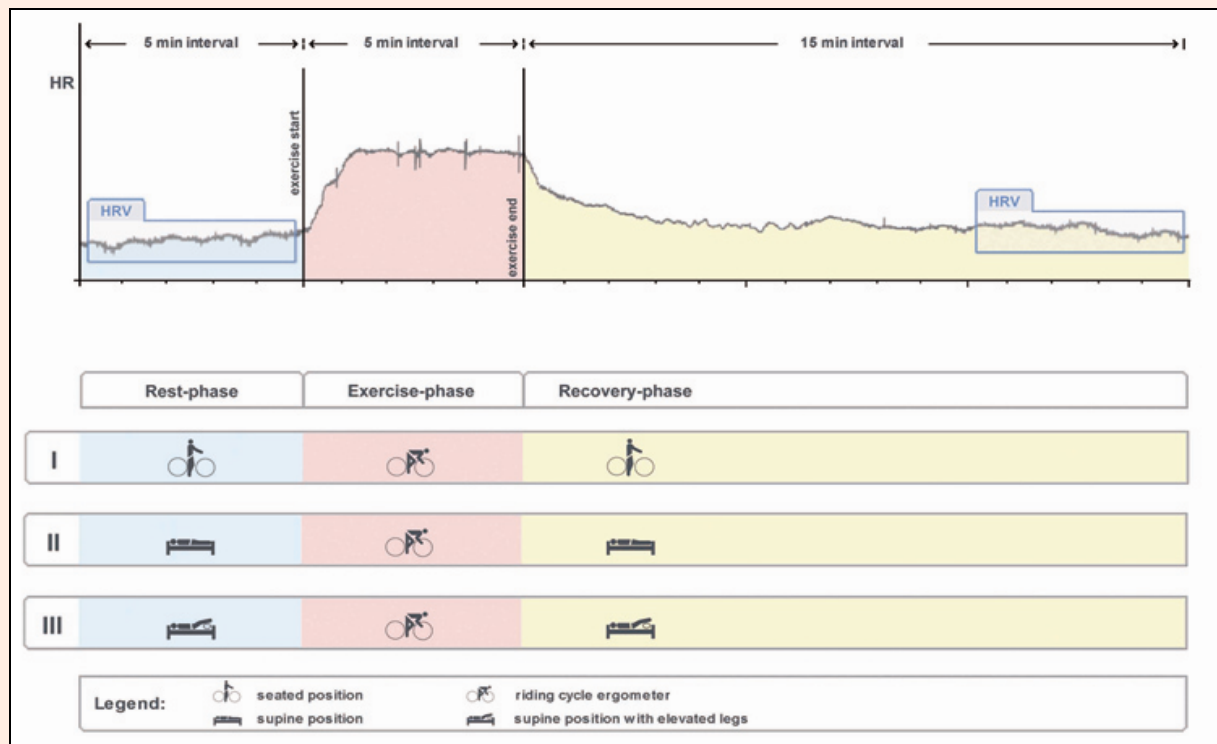 5 min interval 5 min interval 15 min interval
HR
exercise start
HRV
exercise end
HRV
Rest-phase Exercise-phase Recovery-phase
I
II
III
Legend: seated position riding cycle ergometer
supine position supine position with elevated legs